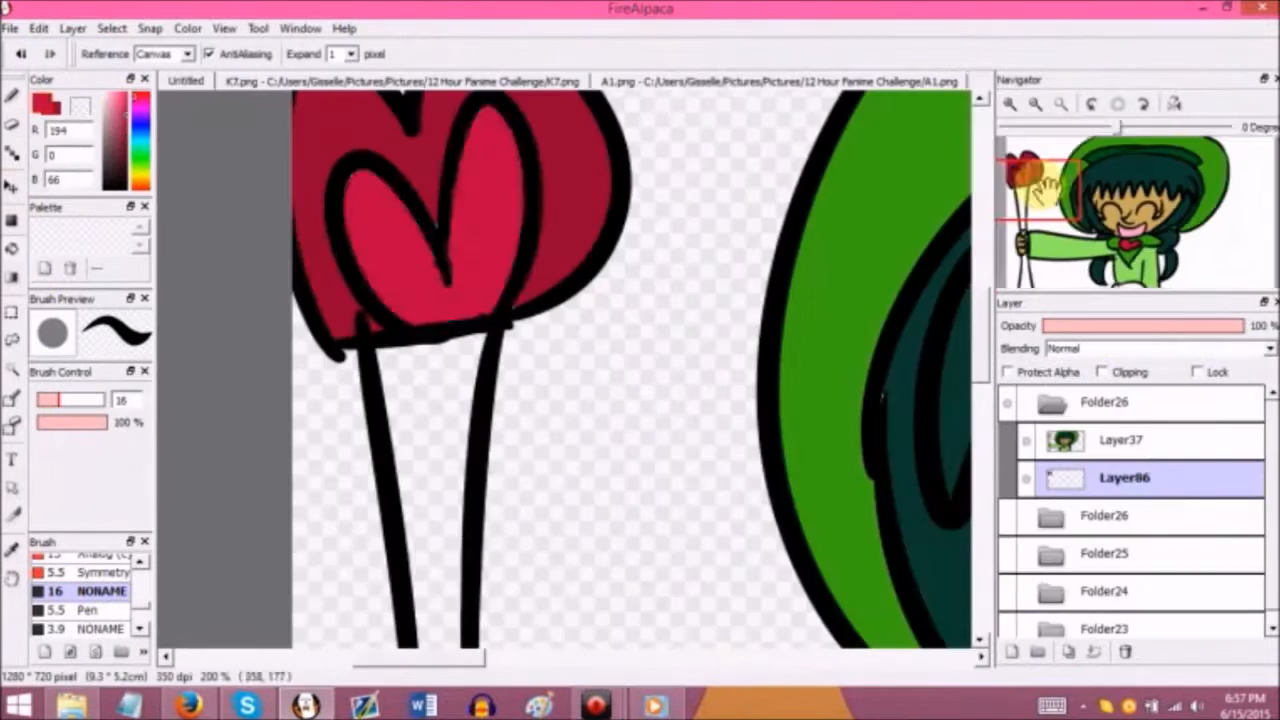 FireAlpaca
File Edit Layer Select Snap Color View Tool Window Help
Reference Canvas AntiAliasing Expand 1 pixel
Color
Untitled K7.png - C:/Users/Gisselle/Pictures/Pictures/12 Hour Panime Challenge/K7.png A1.png - C:/Users/Gisselle/Pictures/Pictures/12 Hour Panime Challenge/A1.png
Navigator
R 194
G 0
B 66
0 Degree
Palette
Brush Preview
Layer
Opacity 100 %
Blending Normal
Brush Control
Protect Alpha Clipping Lock
16
100 %
Folder26
Layer37
Layer86
Folder26
Brush
Folder25
5.5 Symmetry
16 NONAME
Folder24
5.5 Pen
3.9 NONAME
Folder23
1280 * 720 pixel (9.3 * 5.2cm) 350 dpi 200 % ( 358, 177 )
6:57 PM
6/15/2015